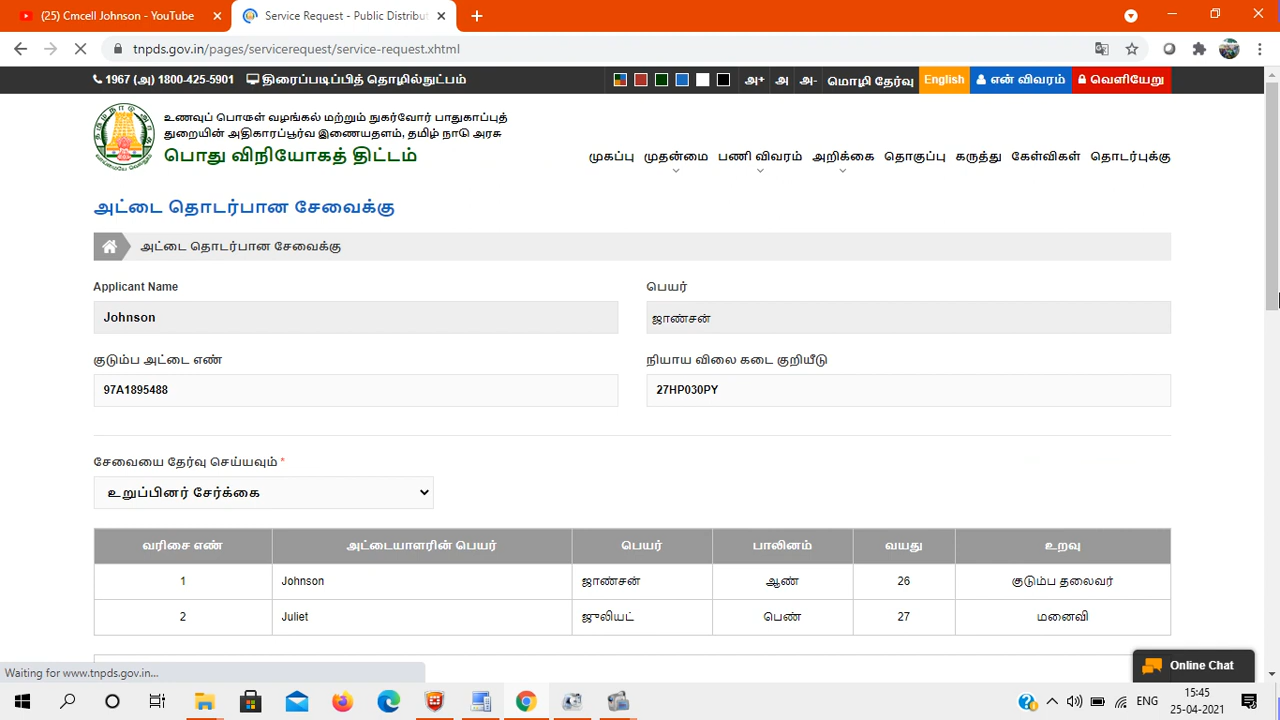 (25) Cmcell Johnson - YouTube
Service Request - Public Distribut
tnpds.gov.in/pages/servicerequest/service-request.xhtml
1967 (அ) 1800-425-5901 திரைப்படிப்பித் தொழில்நுட்பம்
அ+ அ அ- மொழி தேர்வு English என் விவரம் வெளியேறு
உணவுப் பொருள் வழங்கல் மற்றும் நுகர்வோர் பாதுகாப்புத்
துறையின் அதிகாரப்பூர்வ இணையதளம், தமிழ் நாடு அரசு
பொது விநியோகத் திட்டம்
முகப்பு முதன்மை பணி விவரம் அறிக்கை தொகுப்பு கருத்து கேள்விகள் தொடர்புக்கு
அட்டை தொடர்பான சேவைக்கு
அட்டை தொடர்பான சேவைக்கு
Applicant Name பெயர்
Johnson ஜாண்சன்
குடும்ப அட்டை எண் நியாய விலை கடை குறியீடு
97A1895488 27HP030PY
சேவையை தேர்வு செய்யவும் *
உறுப்பினர் சேர்க்கை
வரிசை எண் அட்டையாளரின் பெயர் பெயர் பாலினம் வயது உறவு
1 Johnson ஜாண்சன் ஆண் 26 குடும்ப தலைவர்
2 Juliet ஜுலியட் பெண் 27 மனைவி
Online Chat
Waiting for www.tnpds.gov.in...
ENG
15:45
25-04-2021